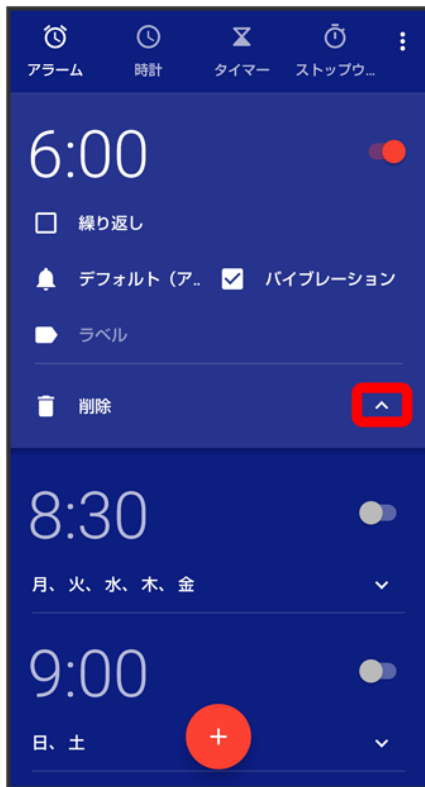 アラーム 時計 タイマー ストップウ...
6:00
繰り返し
デフォルト（ア.. バイブレーション
ラベル
削除
8:30
月、火、水、木、金
9:00
日、土